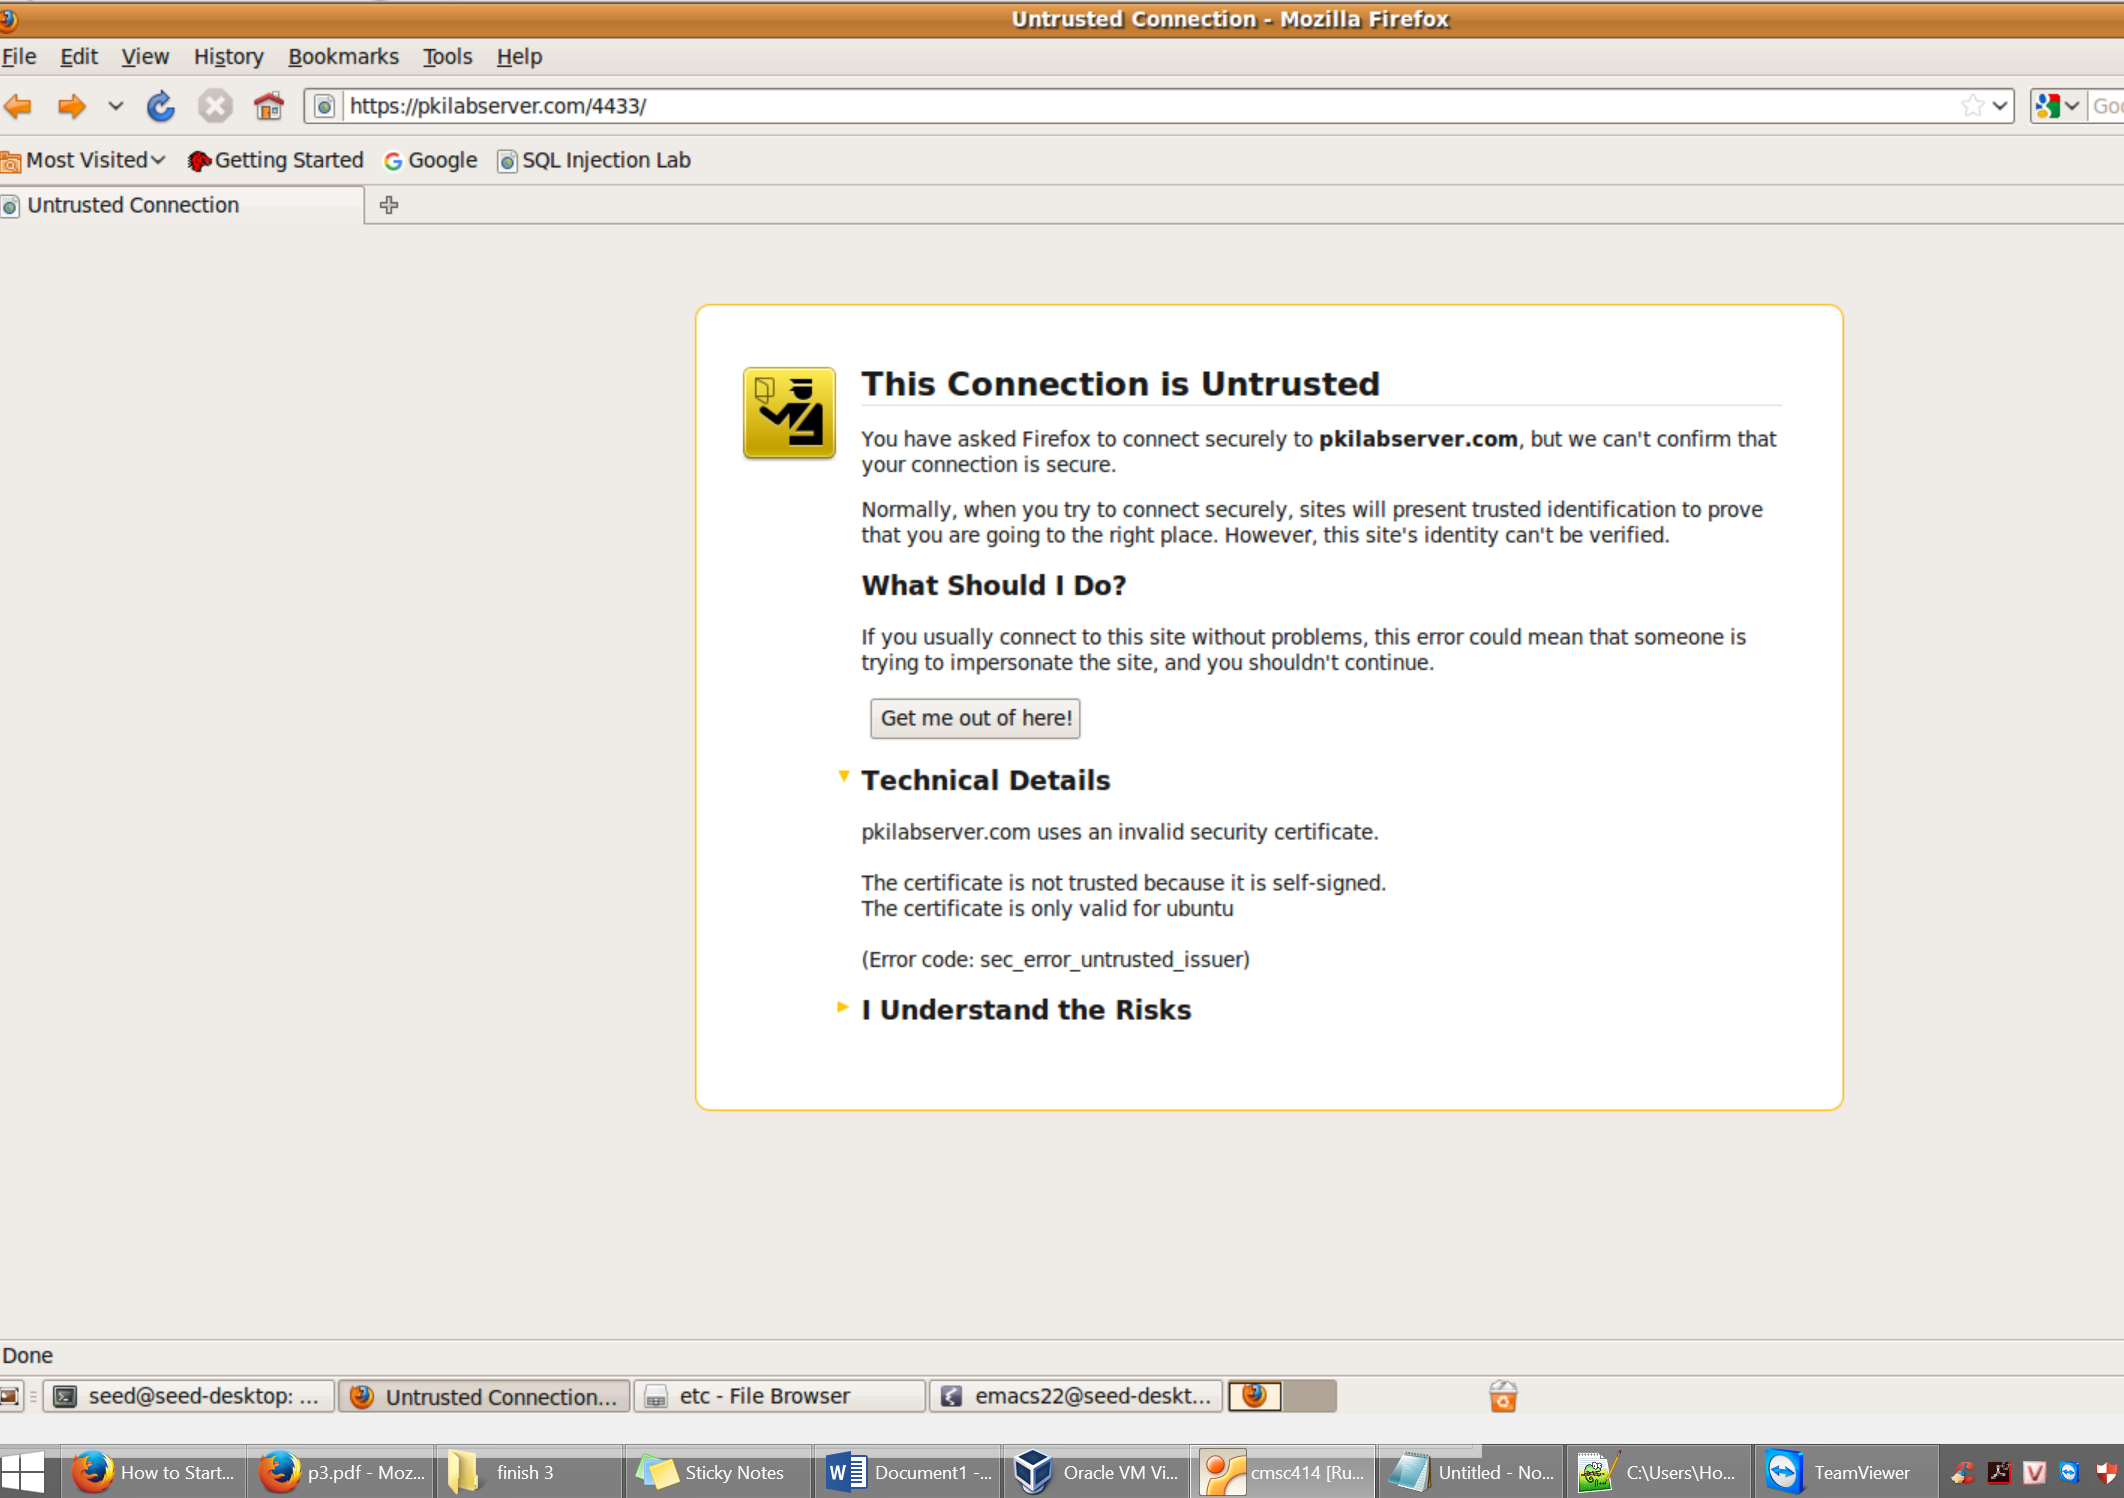 Untrusted Connection - Mozilla Firefox
File Edit View History Bookmarks Tools Help
https://pkilabserver.com/4433/
Most Visited Getting Started Google SQL Injection Lab
Untrusted Connection
This Connection is Untrusted
You have asked Firefox to connect securely to pkilabserver.com, but we can't confirm that
your connection is secure.
Normally, when you try to connect securely, sites will present trusted identification to prove
that you are going to the right place. However, this site's identity can't be verified.
What Should I Do?
If you usually connect to this site without problems, this error could mean that someone is
trying to impersonate the site, and you shouldn't continue.
Get me out of here!
Technical Details
pkilabserver.com uses an invalid security certificate.
The certificate is not trusted because it is self-signed.
The certificate is only valid for ubuntu
(Error code: sec_error_untrusted_issuer)
I Understand the Risks
Done
seed@seed-desktop: ... Untrusted Connection... etc - File Browser emacs22@seed-deskt...
How to Start... p3.pdf - Moz... finish 3 Sticky Notes Document1 -... Oracle VM Vi... cmsc414 [Ru... Untitled - No... C:\Users\Ho... TeamViewer